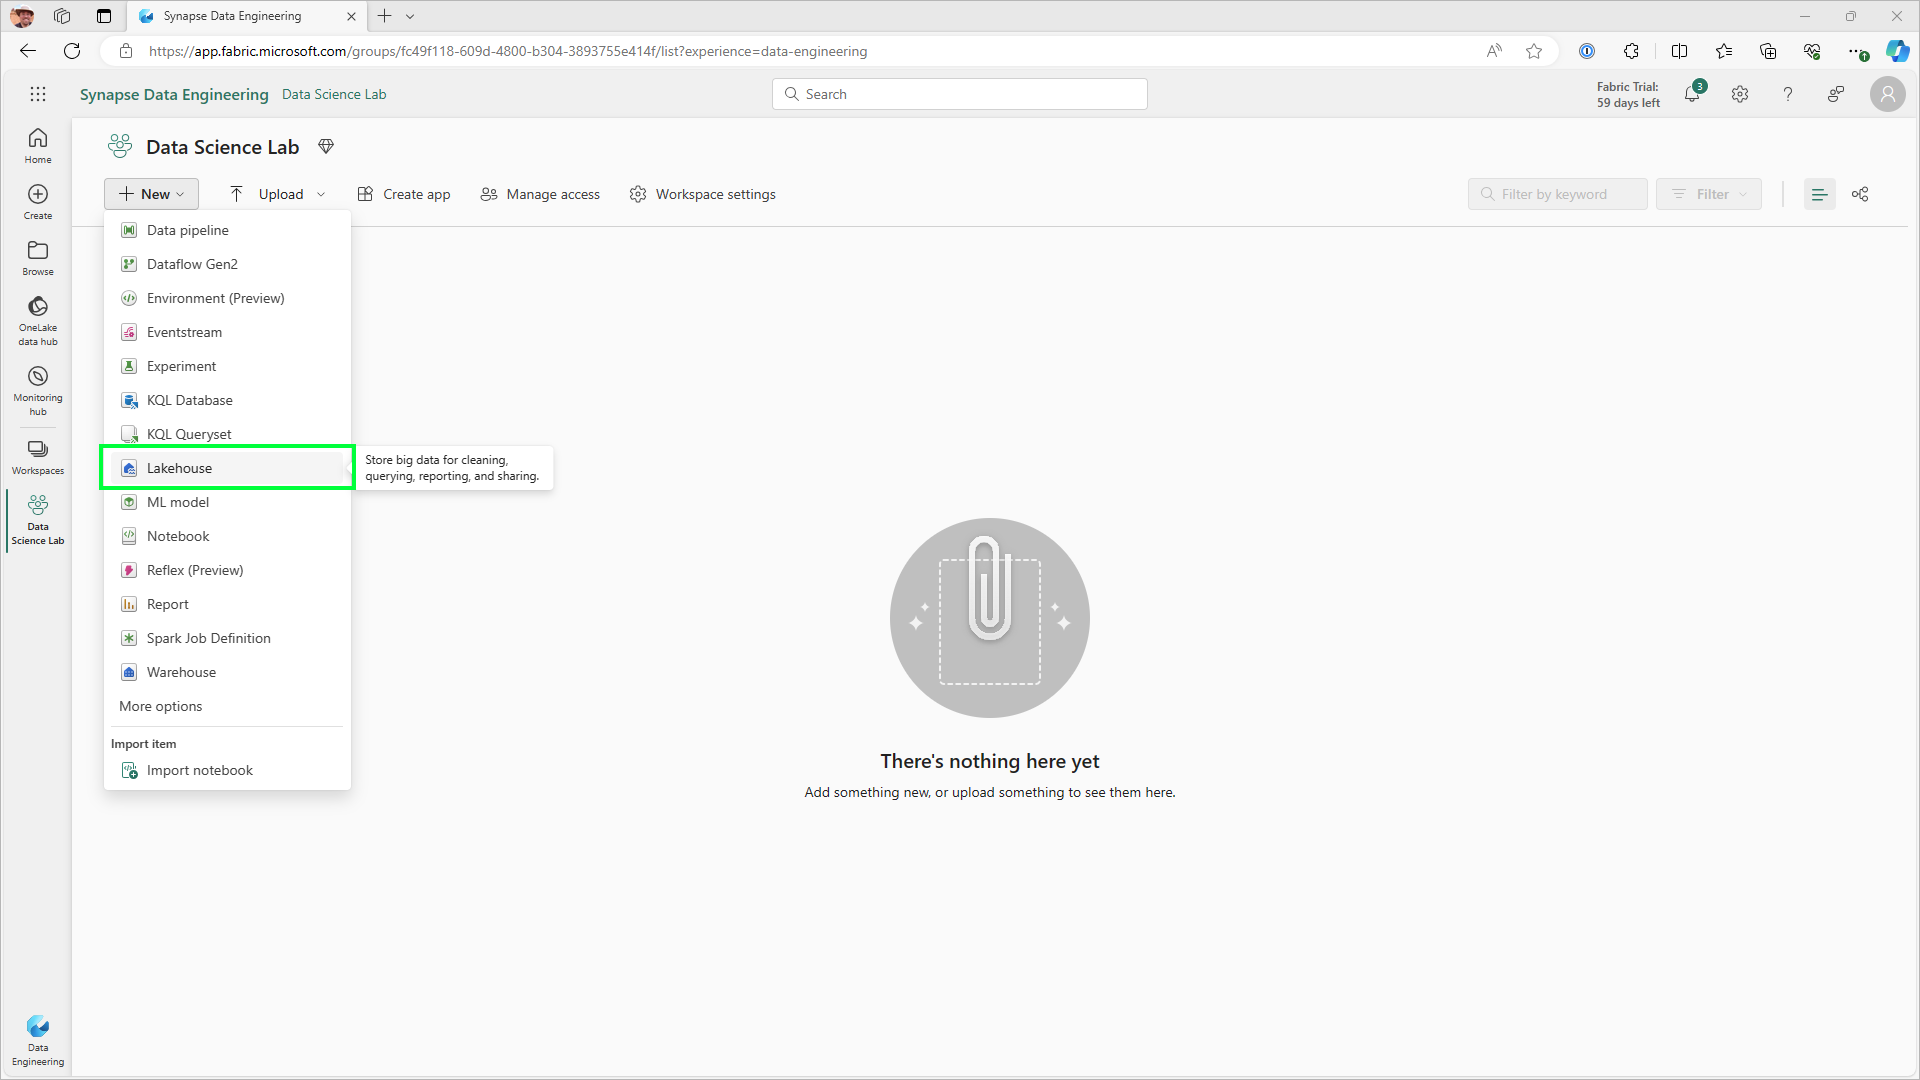 Synapse Data Engineering
https://app.fabric.microsoft.com/groups/fc49f118-609d-4800-b304-3893755e414f/list?experience=data-engineering
Synapse Data Engineering Data Science Lab
Search
Fabric Trial:
59 days left
3
Home
Create
Browse
OneLake
data hub
Monitoring
hub
Workspaces
Data
Science Lab
Data
Engineering
Data Science Lab
New Upload Create app Manage access Workspace settings Filter by keyword Filter
Data pipeline
Dataflow Gen2
Environment (Preview)
Eventstream
Experiment
KQL Database
KQL Queryset
Lakehouse
Store big data for cleaning,
querying, reporting, and sharing.
ML model
Notebook
Reflex (Preview)
Report
Spark Job Definition
Warehouse
More options
Import item
Import notebook
There's nothing here yet
Add something new, or upload something to see them here.